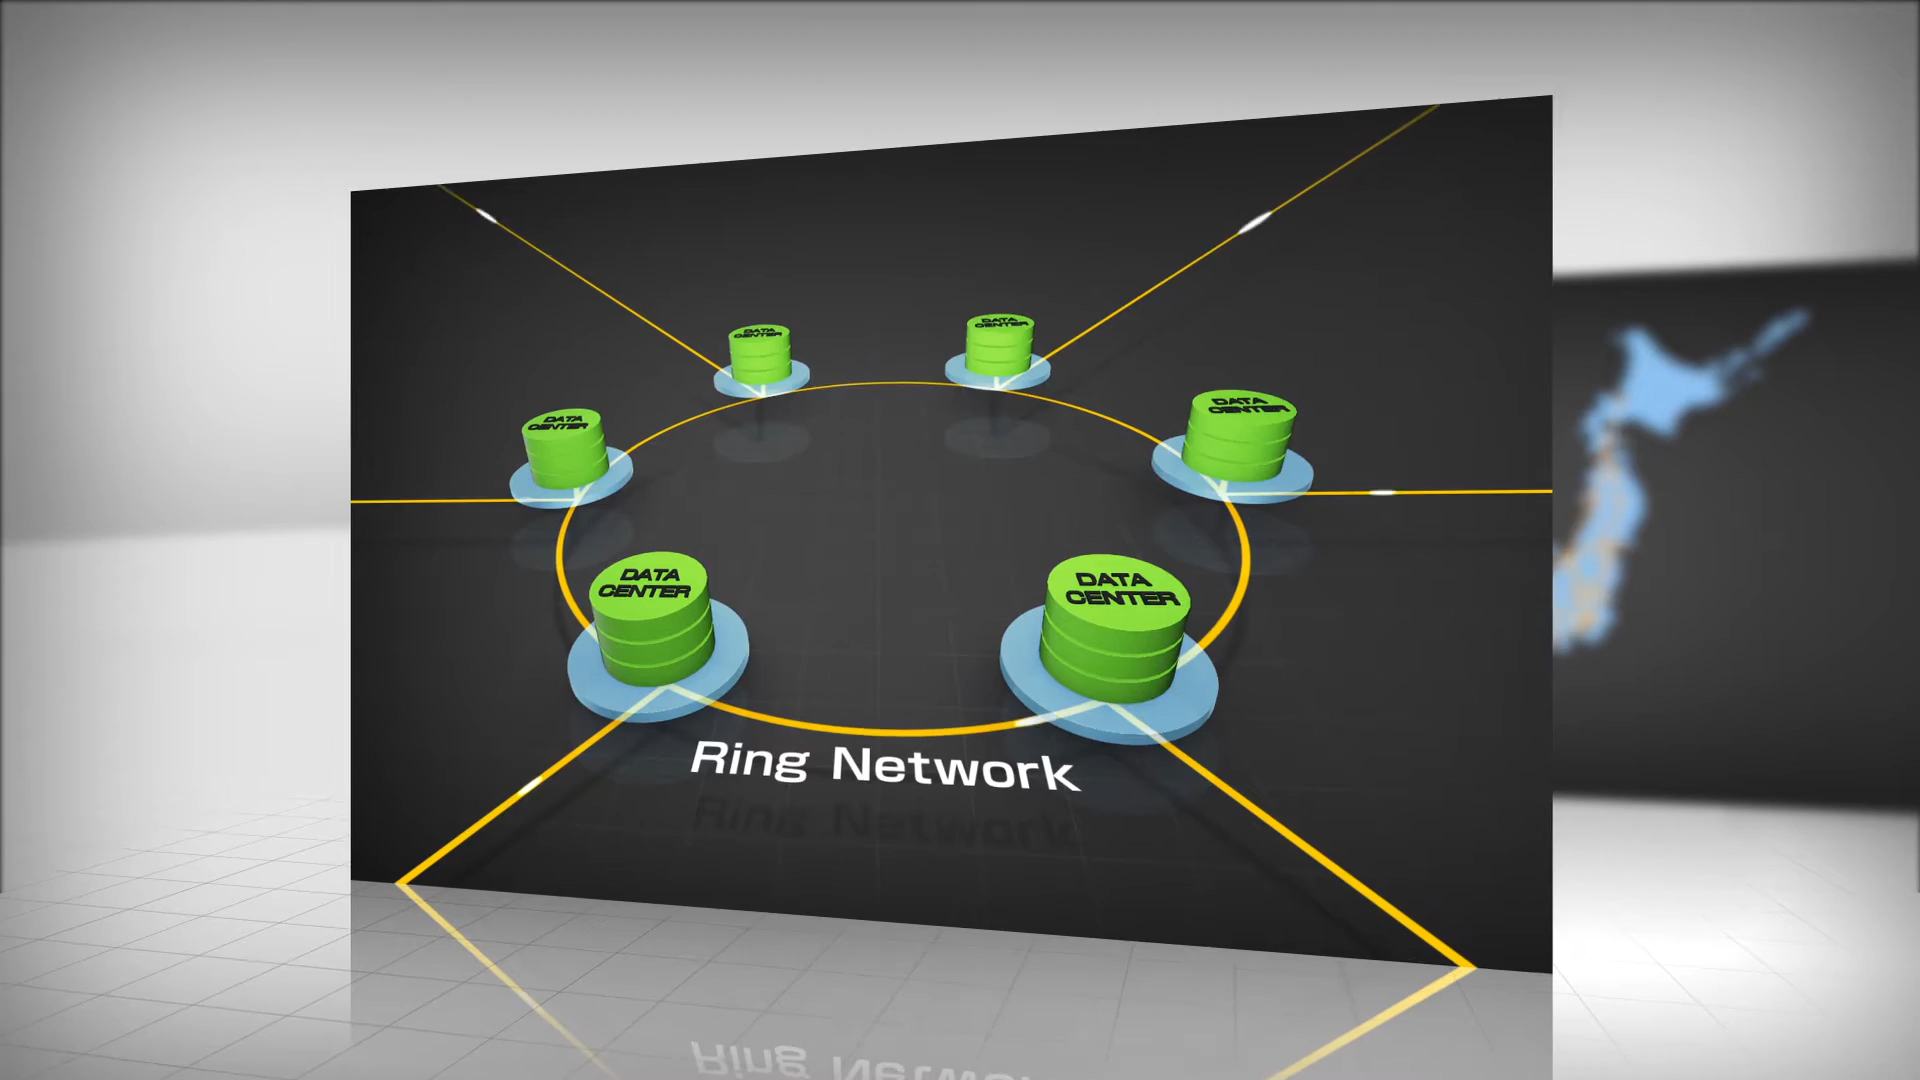 DATA
CENTER
DATA
CENTER
DATA
CENTER
DATA
CENTER
DATA
CENTER
DATA
CENTER
Ring Network